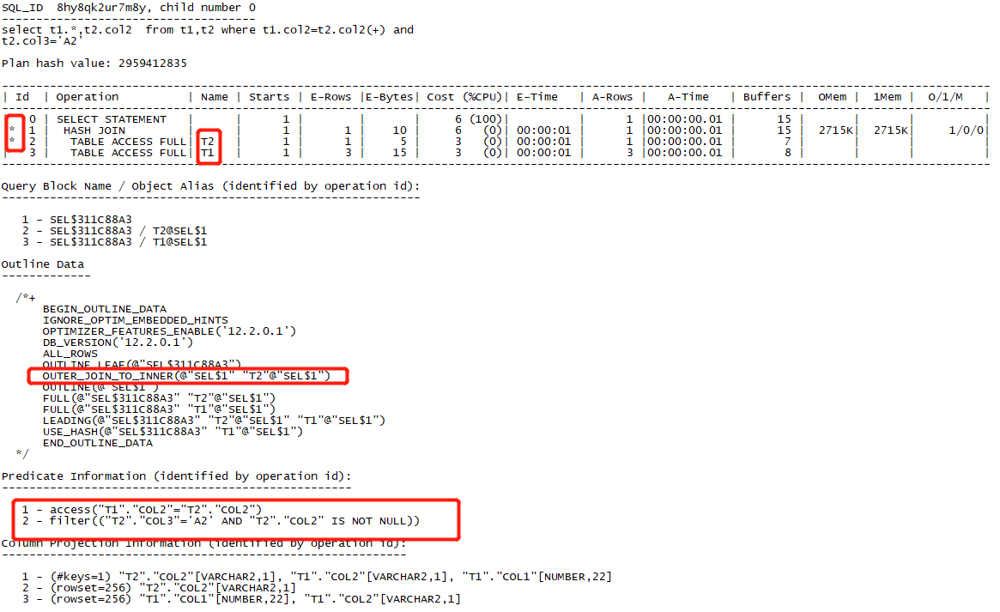 SQL_ID  8hy8qk2ur7m8y, child number 0
-------------------------------------
select t1.*,t2.col2  from t1,t2 where t1.col2=t2.col2(+) and
t2.col3='A2'
Plan hash value: 2959412835
| Id  | Operation          | Name | Starts | E-Rows |E-Bytes| Cost (%CPU)| E-Time   | A-Rows |   A-Time   | Buffers |  OMem |  1Mem |  O/1/M   |
|   0 | SELECT STATEMENT   |      |      1 |        |       |     6 (100)|          |      1 |00:00:00.01 |      15 |       |       |          |
|*  1 |  HASH JOIN         |      |      1 |      1 |    10 |     6   (0)| 00:00:01 |      1 |00:00:00.01 |      15 |  2715K|  2715K|     1/0/0|
|*  2 |   TABLE ACCESS FULL| T2   |      1 |      1 |     5 |     3   (0)| 00:00:01 |      1 |00:00:00.01 |       7 |       |       |          |
|   3 |   TABLE ACCESS FULL| T1   |      1 |      3 |    15 |     3   (0)| 00:00:01 |      3 |00:00:00.01 |       8 |       |       |          |
Query Block Name / Object Alias (identified by operation id):
-------------------------------------------------------------
   1 - SEL$311C88A3
   2 - SEL$311C88A3 / T2@SEL$1
   3 - SEL$311C88A3 / T1@SEL$1
Outline Data
-------------
  /*+
      BEGIN_OUTLINE_DATA
      IGNORE_OPTIM_EMBEDDED_HINTS
      OPTIMIZER_FEATURES_ENABLE('12.2.0.1')
      DB_VERSION('12.2.0.1')
      ALL_ROWS
      OUTLINE_LEAF(@"SEL$311C88A3")
      OUTER_JOIN_TO_INNER(@"SEL$1" "T2"@"SEL$1")
      OUTLINE(@"SEL$1")
      FULL(@"SEL$311C88A3" "T2"@"SEL$1")
      FULL(@"SEL$311C88A3" "T1"@"SEL$1")
      LEADING(@"SEL$311C88A3" "T2"@"SEL$1" "T1"@"SEL$1")
      USE_HASH(@"SEL$311C88A3" "T1"@"SEL$1")
      END_OUTLINE_DATA
  */
Predicate Information (identified by operation id):
---------------------------------------------------
   1 - access("T1"."COL2"="T2"."COL2")
   2 - filter(("T2"."COL3"='A2' AND "T2"."COL2" IS NOT NULL))
Column Projection Information (identified by operation id):
-----------------------------------------------------------
   1 - (#keys=1) "T2"."COL2"[VARCHAR2,1], "T1"."COL2"[VARCHAR2,1], "T1"."COL1"[NUMBER,22]
   2 - (rowset=256) "T2"."COL2"[VARCHAR2,1]
   3 - (rowset=256) "T1"."COL1"[NUMBER,22], "T1"."COL2"[VARCHAR2,1]